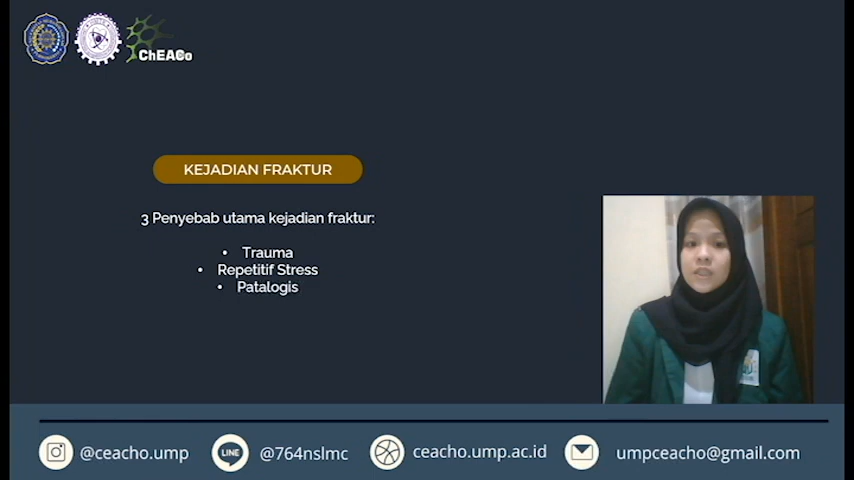 ChEACo
KEJADIAN FRAKTUR
3 Penyebab utama kejadian fraktur:
• Trauma
• Repetitif Stress
• Patalogis
@ceacho.ump
LINE
@764nslmc
ceacho.ump.ac.id
umpceacho@gmail.com